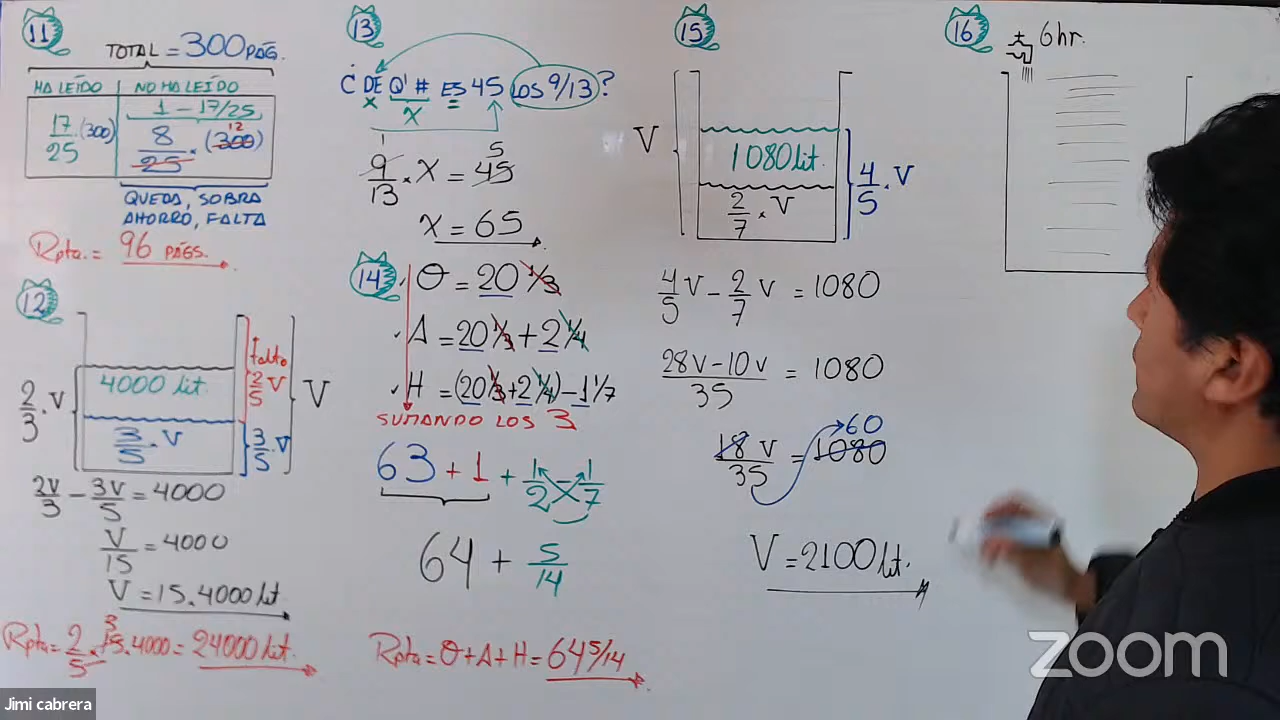 11
TOTAL = 300 PÁG.
HA LEÍDO NO HA LEÍDO
1 - 17/25
17/25 (300) 8/25 . (300) 12
QUEDA, SOBRA
AHORRO, FALTA
Rpta. = 96 PÁGS.
12
2/3 . V
4000 lit.
3/5 . V
falta
2/5 V
3/5 . V
V
2V/3 - 3V/5 = 4000
V/15 = 4000
V = 15.4000 lit
Rpta = 2/5 . 15.4000 = 24000 lit.
3
13
¿ DE Q' # ES 45 LOS 9/13 ?
x x =
1 5
9/13 . x = 45
x = 65
14
O = 20 1/3
A = 20 1/3 + 2 1/4
H = (20 1/3 + 2 1/4) - 1 1/7
SUMANDO LOS 3
63 + 1 + 1/2 - 1/7
64 + 5/14
Rpta = O + A + H = 64 5/14
15
V
1080 lit.
2/7 . V
4/5 . V
4/5 V - 2/7 V = 1080
28V - 10V / 35 = 1080
60
18 V / 35 = 1080
V = 2100 lit.
16
6 hr.
zoom
Jimi cabrera